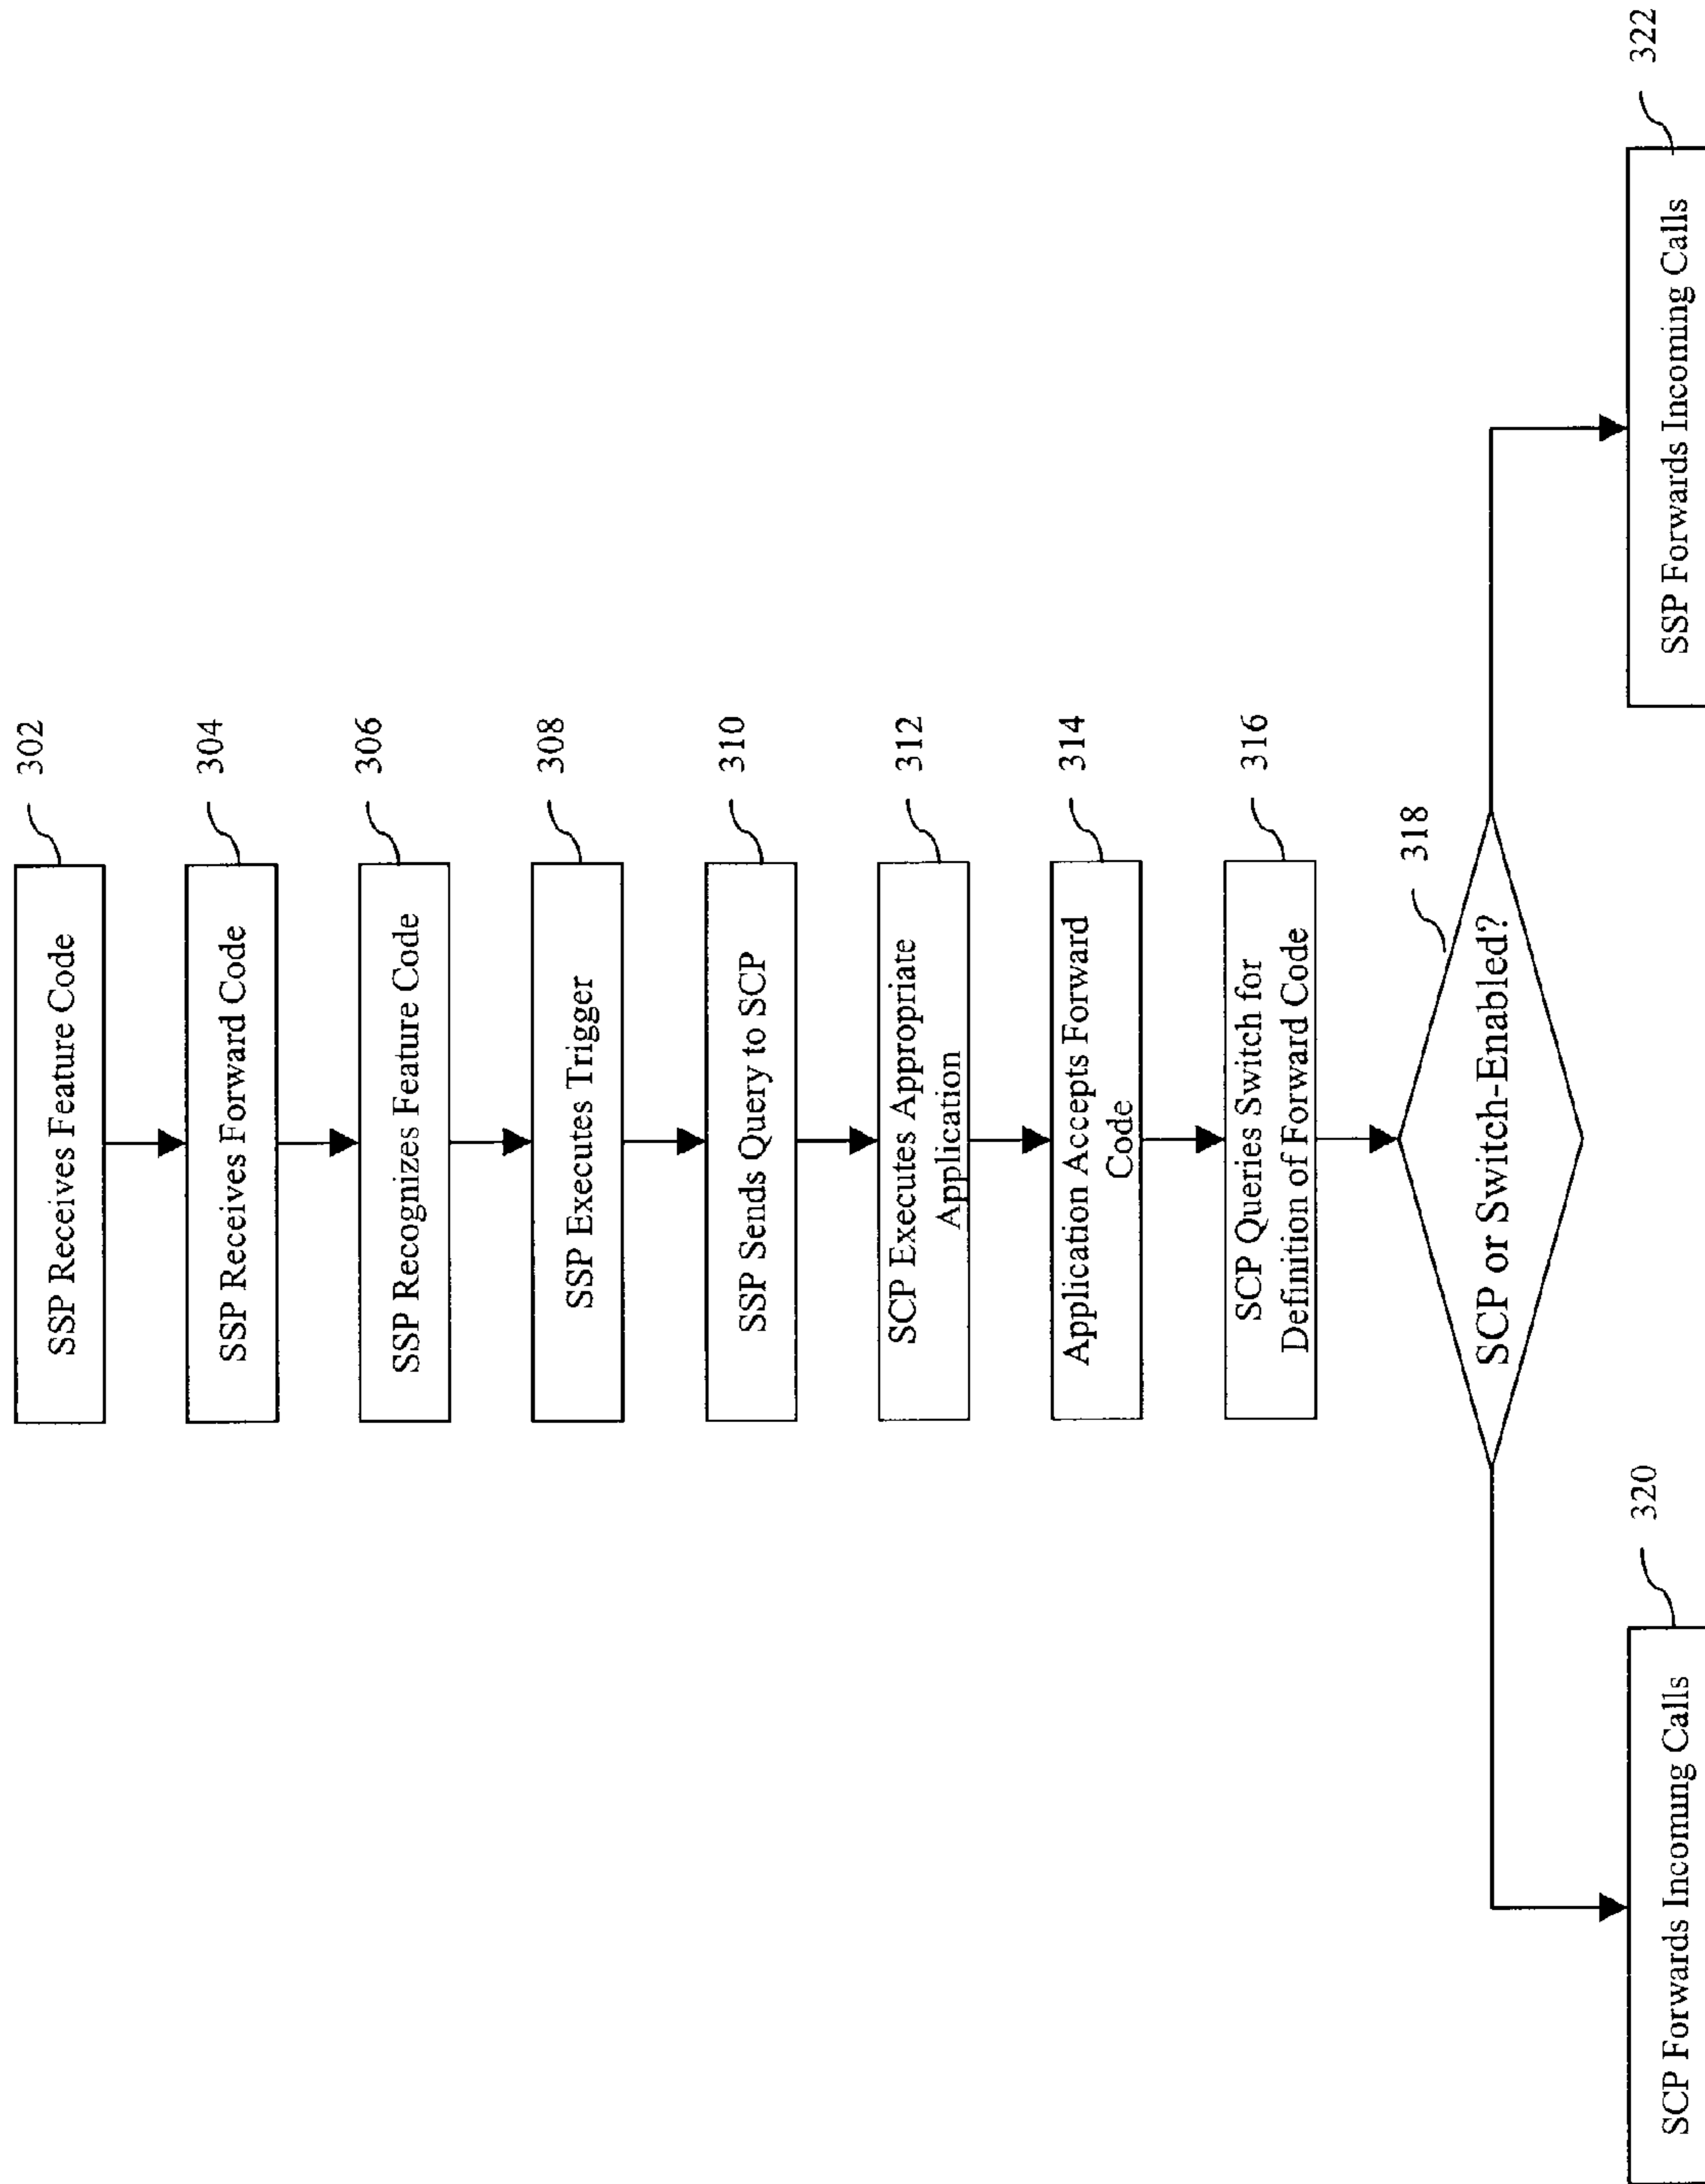 302
SSP Receives Feature Code
304
SSP Receives Forward Code
306
SSP Recognizes Feature Code
308
SSP Executes Trigger
310
SSP Sends Query to SCP
312
SCP Executes Appropriate
Application
314
Application Accepts Forward
Code
316
SCP Queries Switch for
Definition of Forward Code
318
SCP or Switch-Enabled?
320
SCP Forwards Incoming Calls
322
SSP Forwards Incoming Calls